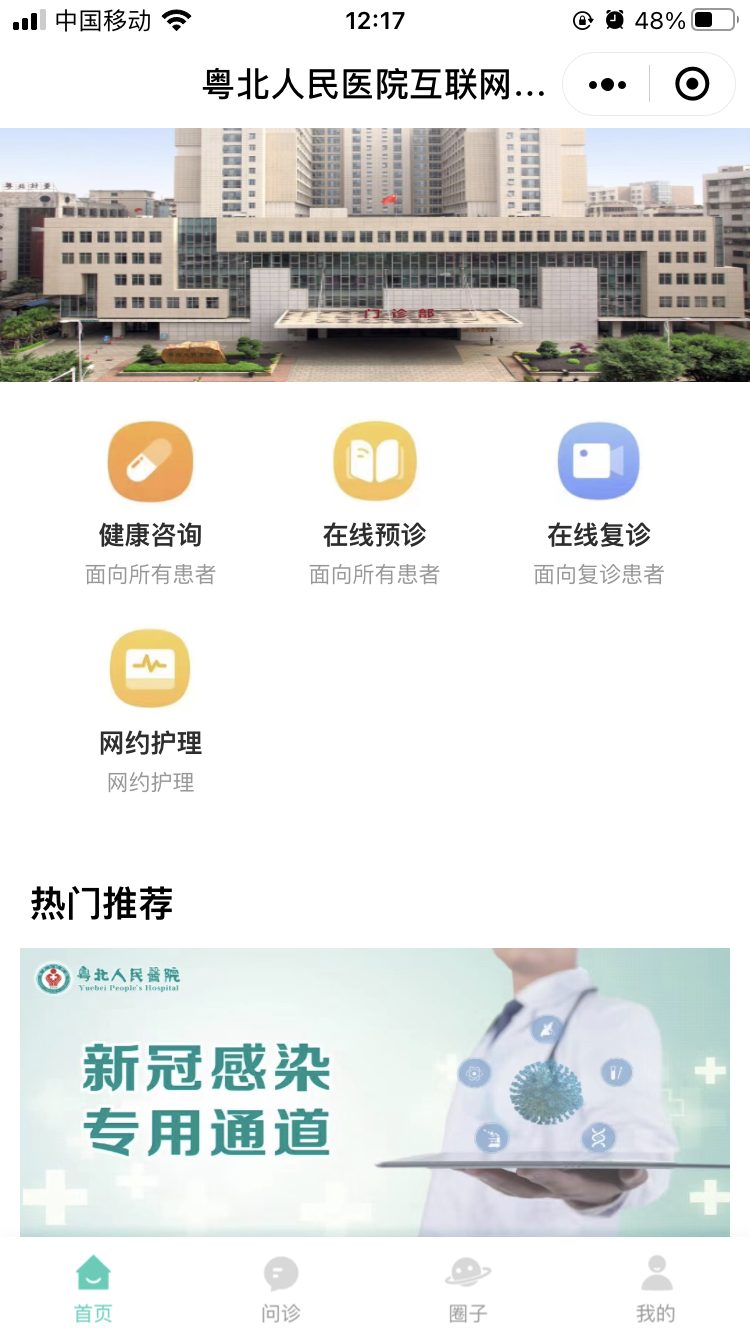 中国移动
12:17
48%
粤北人民医院互联网...
门诊部
健康咨询
在线预诊
在线复诊
面向所有患者
面向所有患者
面向复诊患者
网约护理
网约护理
热门推荐
粤北人民醫院
Yuebei People's Hospital
新冠感染
专用通道
首页
问诊
圈子
我的